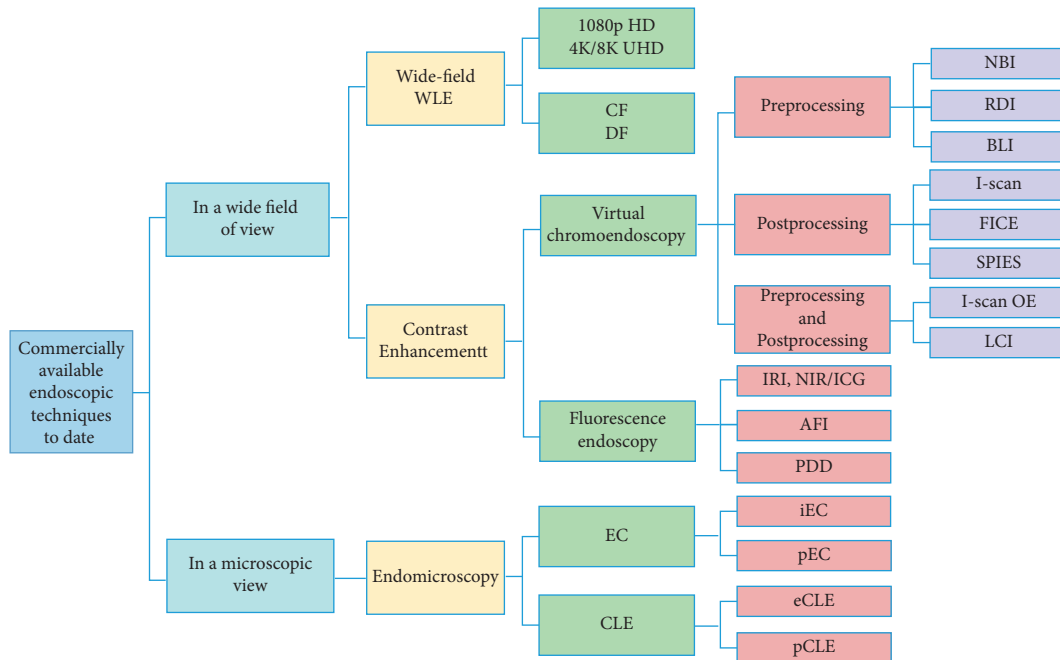 Commercially
available
endoscopic
techniques
to date
In a wide field
of view
Wide-field
WLE
1080p HD
4K/8K UHD
CF
DF
Contrast
Enhancementt
Virtual
chromoendoscopy
Preprocessing
NBI
RDI
BLI
Postprocessing
I-scan
FICE
SPIES
Preprocessing
and
Postprocessing
I-scan OE
LCI
Fluorescence
endoscopy
IRI, NIR/ICG
AFI
PDD
In a microscopic
view
Endomicroscopy
EC
iEC
pEC
CLE
eCLE
pCLE